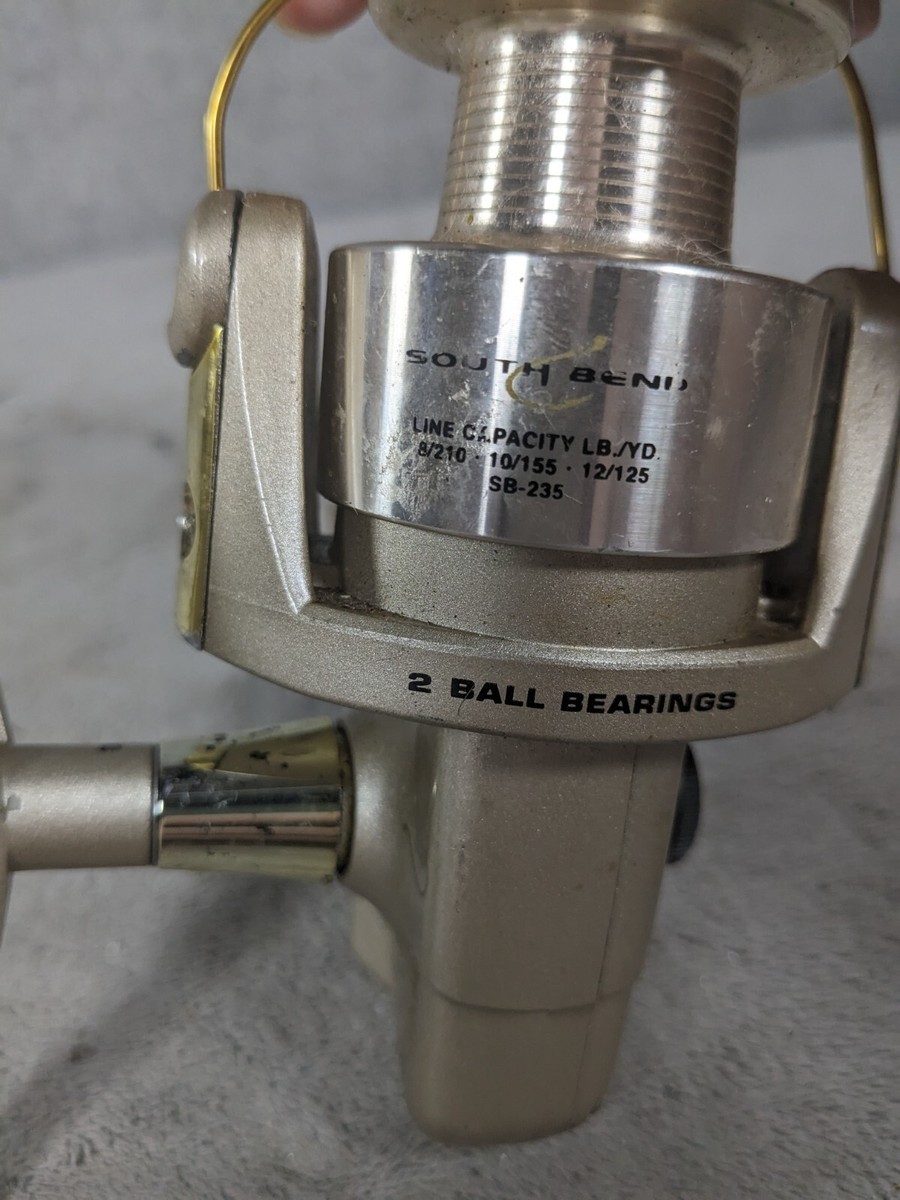 SOUTH BEND
LINE CAPACITY LB./YD.
8/210 · 10/155 · 12/125
SB-235
2 BALL BEARINGS